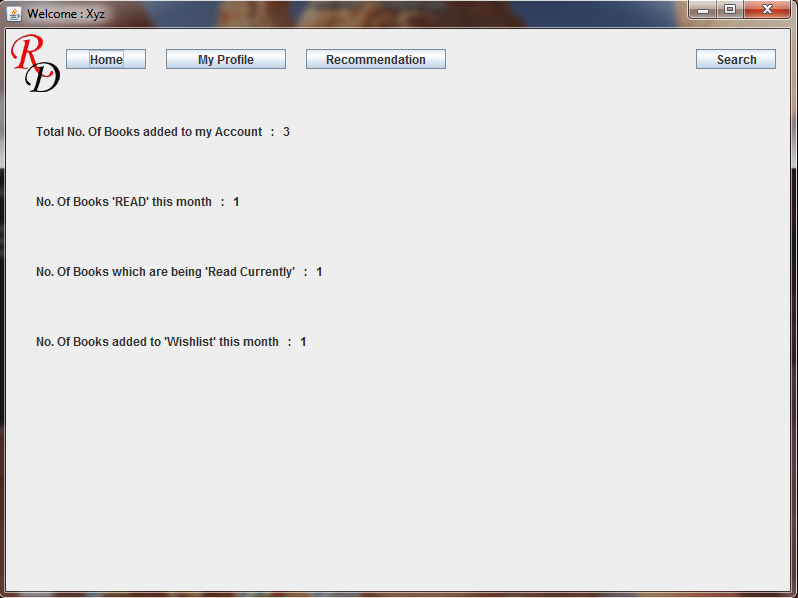 Welcome : Xyz
RD
Home My Profile Recommendation Search
Total No. Of Books added to my Account : 3
No. Of Books 'READ' this month : 1
No. Of Books which are being 'Read Currently' : 1
No. Of Books added to 'Wishlist' this month : 1